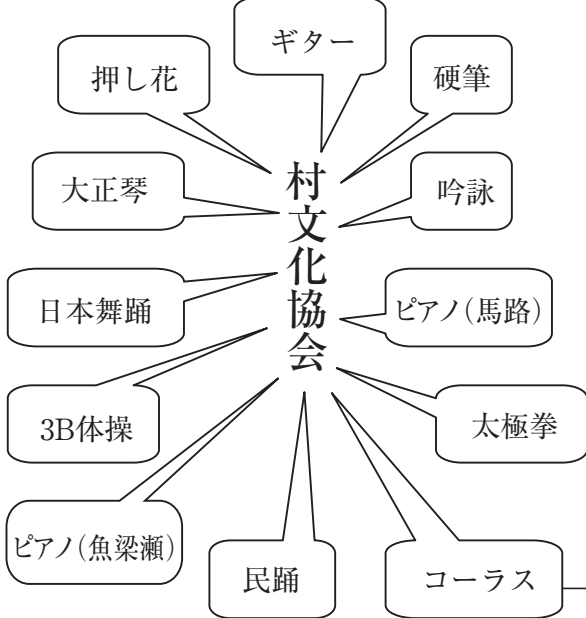 ギター
押し花
硬筆
大正琴
吟詠
村文化協会
日本舞踊
ピアノ(馬路)
3B体操
太極拳
ピアノ(魚梁瀬)
民踊
コーラス